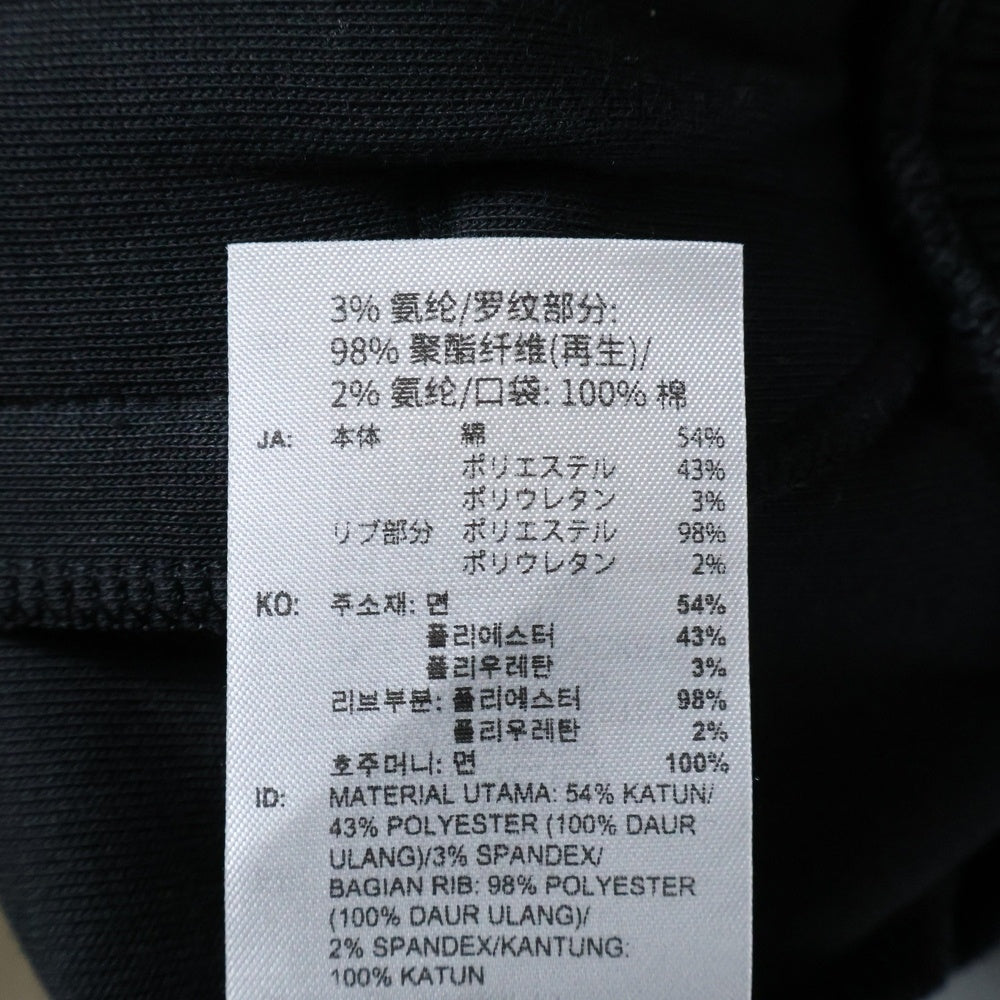 3% 氨纶/罗纹部分:
98% 聚酯纤维(再生)/
2% 氨纶/口袋: 100% 棉
JA: 本体 綿 54%
ポリエステル 43%
ポリウレタン 3%
リブ部分 ポリエステル 98%
ポリウレタン 2%
KO: 주소재: 면 54%
폴리에스터 43%
폴리우레탄 3%
리브부분: 폴리에스터 98%
폴리우레탄 2%
호주머니: 면 100%
ID: MATERIAL UTAMA: 54% KATUN/
43% POLYESTER (100% DAUR
ULANG)/3% SPANDEX/
BAGIAN RIB: 98% POLYESTER
(100% DAUR ULANG)/
2% SPANDEX/KANTUNG:
100% KATUN